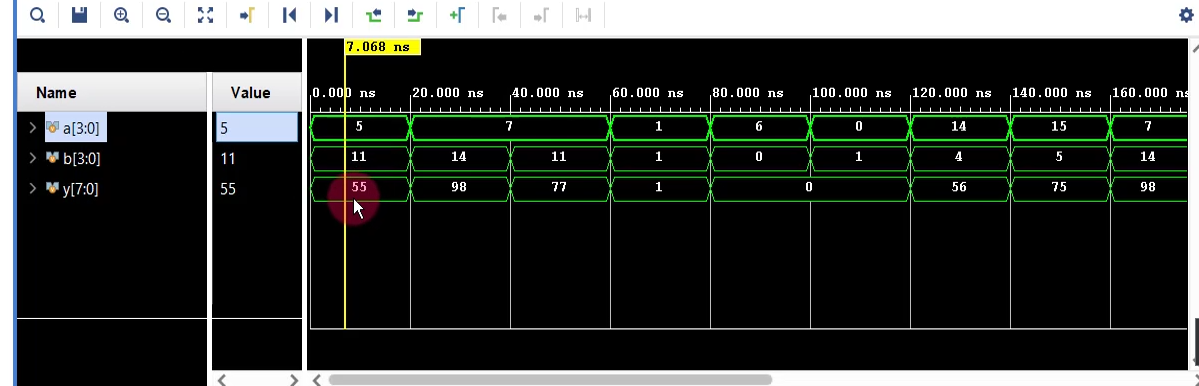 7.068 ns
Name Value 0.000 ns 20.000 ns 40.000 ns 60.000 ns 80.000 ns 100.000 ns 120.000 ns 140.000 ns 160.000 ns
a[3:0] 5 5 7 1 6 0 14 15 7
b[3:0] 11 11 14 11 1 0 1 4 5 14
y[7:0] 55 55 98 77 1 0 56 75 98